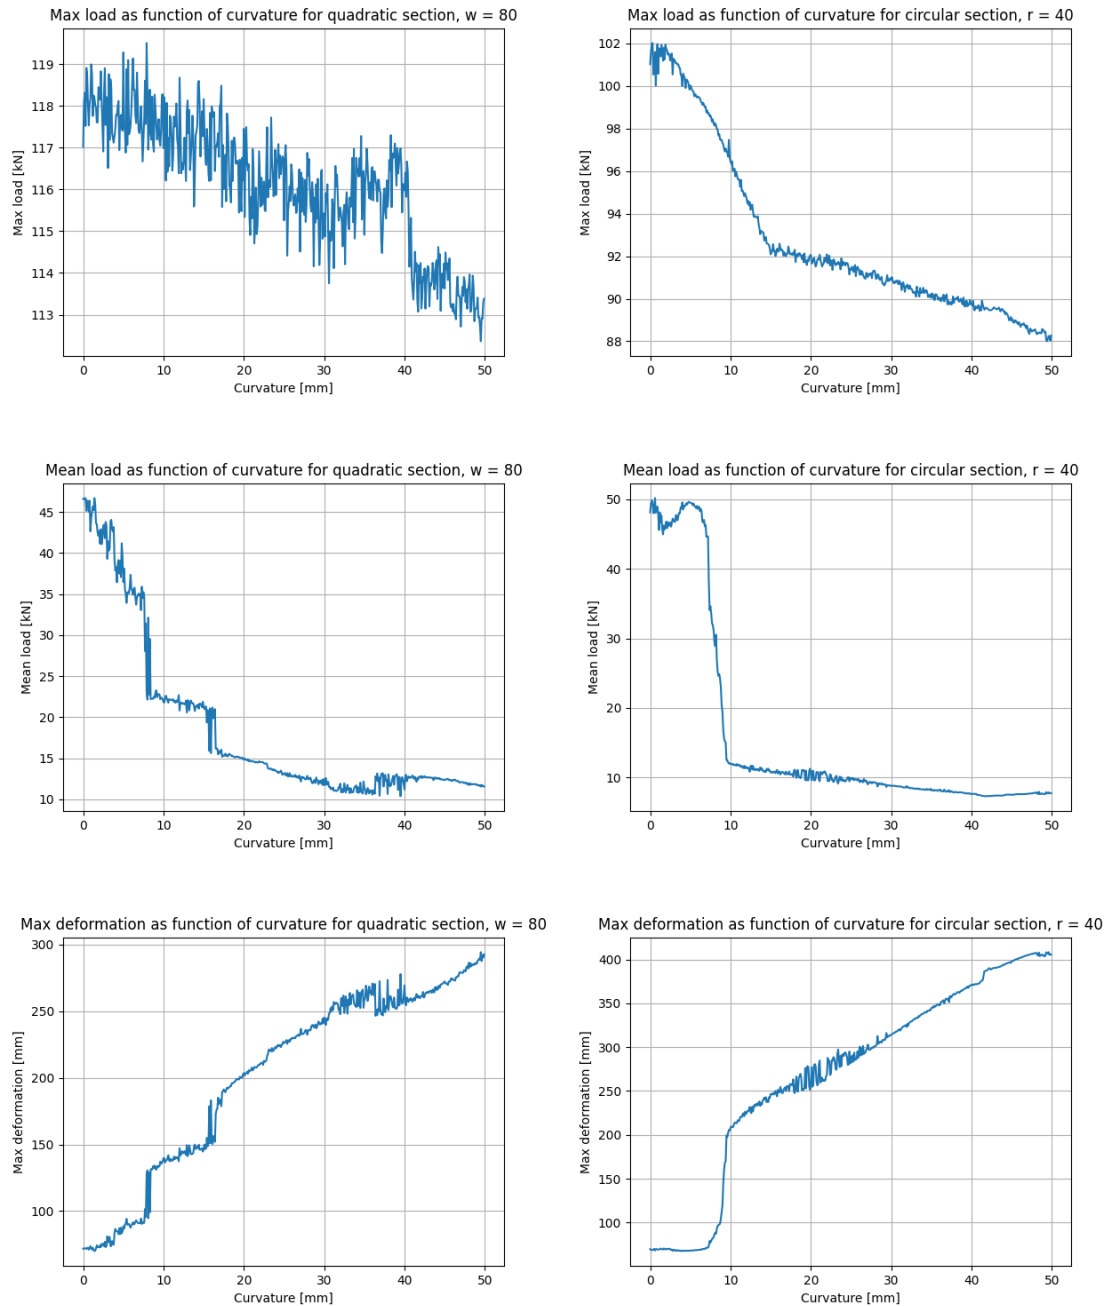 Max load as function of curvature for quadratic section, w = 80
119
118
117
116
115
114
113
Max load [kN]
0 10 20 30 40 50
Curvature [mm]
Max load as function of curvature for circular section, r = 40
102
100
98
96
94
92
90
88
Max load [kN]
0 10 20 30 40 50
Curvature [mm]
Mean load as function of curvature for quadratic section, w = 80
45
40
35
30
25
20
15
10
Mean load [kN]
0 10 20 30 40 50
Curvature [mm]
Mean load as function of curvature for circular section, r = 40
50
40
30
20
10
Mean load [kN]
0 10 20 30 40 50
Curvature [mm]
Max deformation as function of curvature for quadratic section, w = 80
300
250
200
150
100
Max deformation [mm]
0 10 20 30 40 50
Curvature [mm]
Max deformation as function of curvature for circular section, r = 40
400
350
300
250
200
150
100
Max deformation [mm]
0 10 20 30 40 50
Curvature [mm]